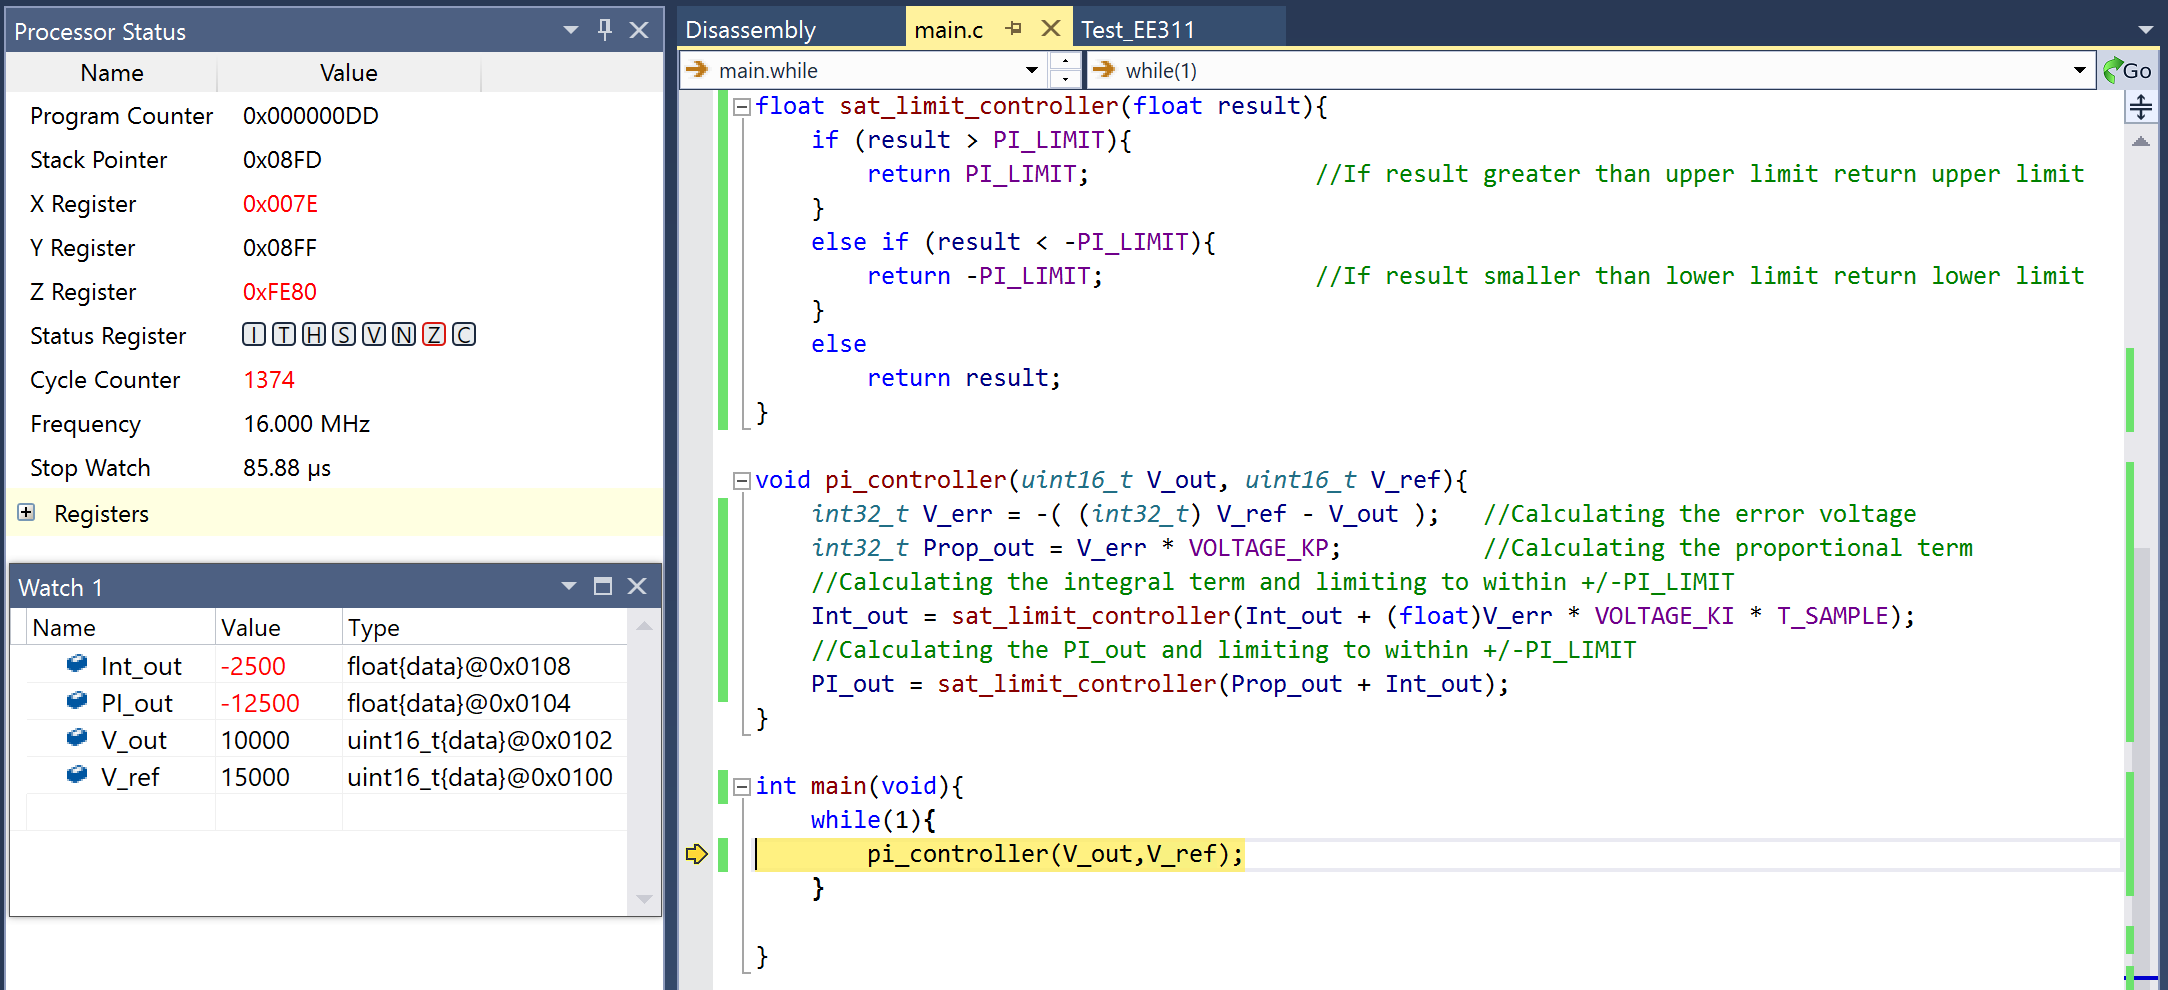 Processor Status
Name Value
Program Counter 0x000000DD
Stack Pointer 0x08FD
X Register 0x007E
Y Register 0x08FF
Z Register 0xFE80
Status Register I T H S V N Z C
Cycle Counter 1374
Frequency 16.000 MHz
Stop Watch 85.88 µs
Registers
Watch 1
Name Value Type
Int_out -2500 float{data}@0x0108
PI_out -12500 float{data}@0x0104
V_out 10000 uint16_t{data}@0x0102
V_ref 15000 uint16_t{data}@0x0100
Disassembly main.c Test_EE311
main.while while(1) Go
float sat_limit_controller(float result){
if (result > PI_LIMIT){
return PI_LIMIT; //If result greater than upper limit return upper limit
}
else if (result < -PI_LIMIT){
return -PI_LIMIT; //If result smaller than lower limit return lower limit
}
else
return result;
}
void pi_controller(uint16_t V_out, uint16_t V_ref){
int32_t V_err = -( (int32_t) V_ref - V_out ); //Calculating the error voltage
int32_t Prop_out = V_err * VOLTAGE_KP; //Calculating the proportional term
//Calculating the integral term and limiting to within +/-PI_LIMIT
Int_out = sat_limit_controller(Int_out + (float)V_err * VOLTAGE_KI * T_SAMPLE);
//Calculating the PI_out and limiting to within +/-PI_LIMIT
PI_out = sat_limit_controller(Prop_out + Int_out);
}
int main(void){
while(1){
pi_controller(V_out,V_ref);
}
}